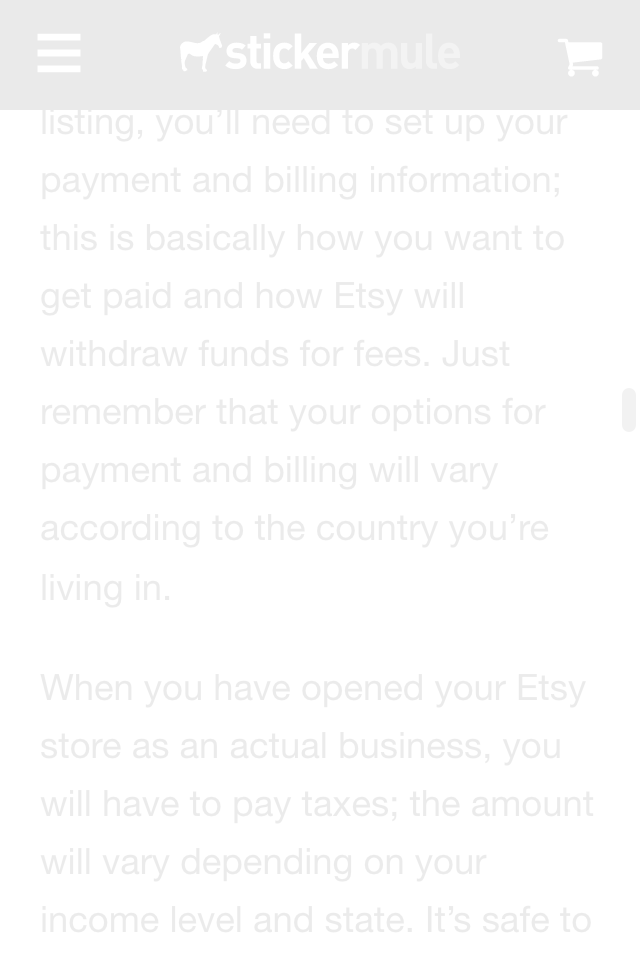 stickermule
listing, you’ll need to set up your
payment and billing information;
this is basically how you want to
get paid and how Etsy will
withdraw funds for fees. Just
remember that your options for
payment and billing will vary
according to the country you’re
living in.
When you have opened your Etsy
store as an actual business, you
will have to pay taxes; the amount
will vary depending on your
income level and state. It’s safe to